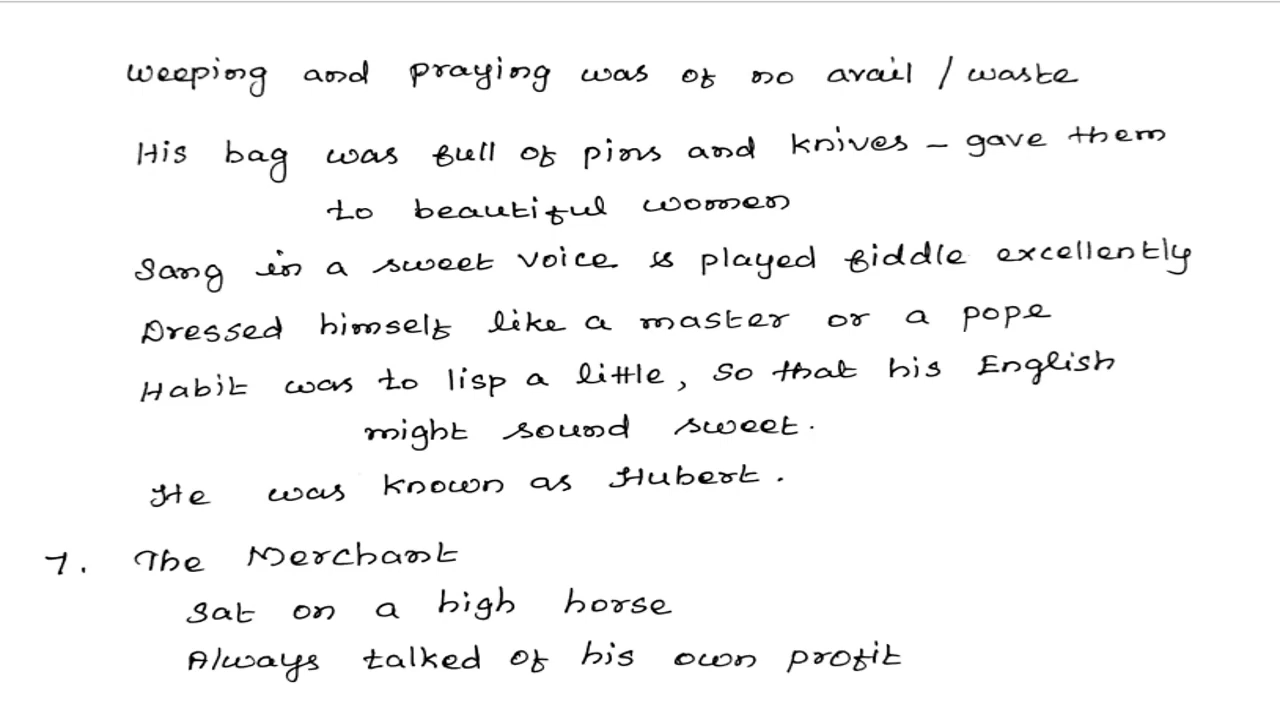 weeping and praying was of no avail / waste
His bag was full of pins and knives - gave them
to beautiful women
Sang in a sweet voice & played fiddle excellently
Dressed himself like a master or a pope
Habit was to lisp a little, so that his English
might sound sweet.
He was known as Hubert.
7. The Merchant
Sat on a high horse
Always talked of his own profit